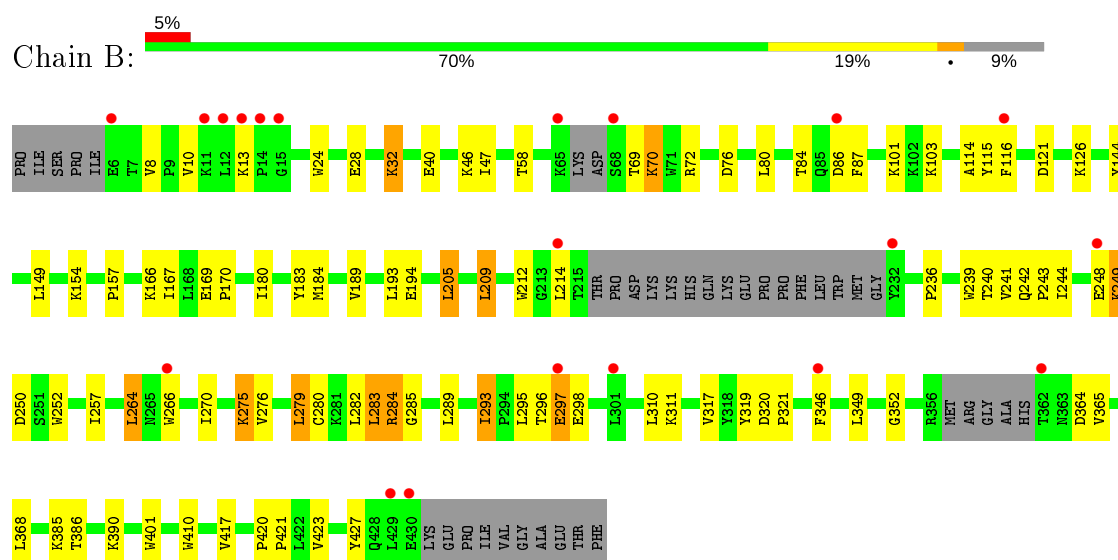 5%
Chain B:
70% 19% • 9%
PRO ILE SER PRO ILE E6 T7 V8 P9 V10 K11 L12 K13 P14 G15 W24 E28 K32 E40 K46 I47 T58 K65 LYS ASP S68 T69 K70 W71 R72 D76 L80 T84 Q85 D86 F87 K101 K102 K103 A114 Y115 F116 D121 K126 Y144
L149 K154 P157 K166 I167 L168 E169 P170 I180 Y183 M184 V189 L193 E194 L205 L209 W212 G213 L214 T215 THR PRO ASP LYS LYS HIS GLN LYS GLU PRO PRO PHE LEU TRP MET GLY Y232 P236 W239 T240 V241 Q242 P243 I244 E248 K249
D250 S251 W252 I257 L264 N265 W266 I270 K275 V276 L279 C280 K281 L282 L283 R284 G285 L289 I293 P294 L295 T296 E297 E298 L301 L310 K311 V317 Y318 Y319 D320 P321 F346 L349 G352 R356 MET ARG GLY ALA HIS T362 N363 D364 V365
L368 K385 T386 K390 W401 W410 V417 P420 P421 L422 V423 Y427 Q428 L429 E430 LYS GLU PRO ILE VAL GLY ALA GLU THR PHE